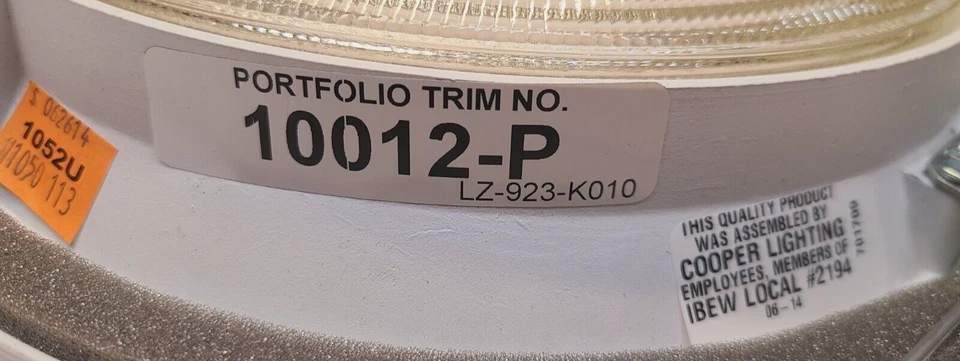 $ 062614
1052U
11050 113
PORTFOLIO TRIM NO.
10012-P
LZ-923-K010
THIS QUALITY PRODUCT
WAS ASSEMBLED BY
COOPER LIGHTING
EMPLOYEES, MEMBERS OF
IBEW LOCAL #2194
06-14